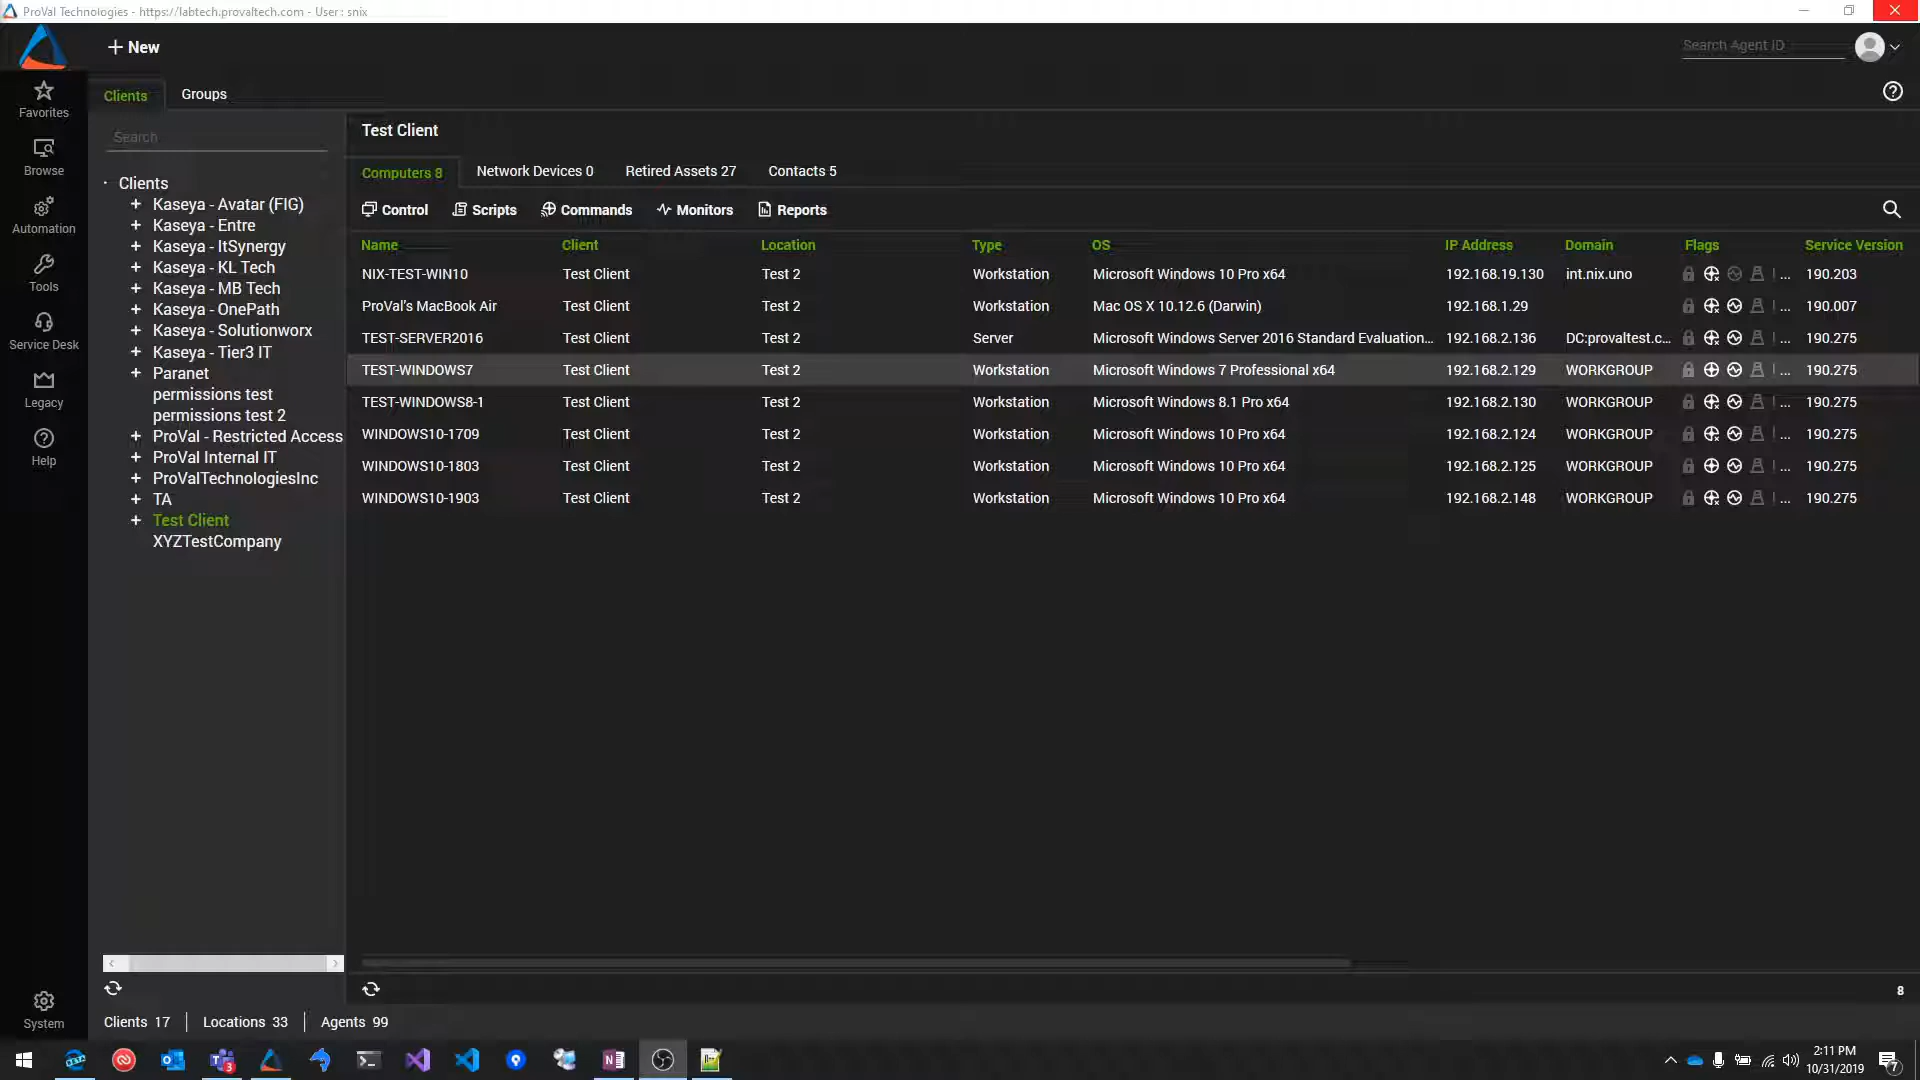 ProVal Technologies - https://labtech.provaltech.com - User: snix
New
Search Agent ID
Favorites
Browse
Automation
Tools
Service Desk
Legacy
Help
System
Clients
Groups
Search
Clients
Kaseya - Avatar (FIG)
Kaseya - Entre
Kaseya - ItSynergy
Kaseya - KL Tech
Kaseya - MB Tech
Kaseya - OnePath
Kaseya - Solutionworx
Kaseya - Tier3 IT
Paranet
permissions test
permissions test 2
ProVal - Restricted Access
ProVal Internal IT
ProValTechnologiesInc
TA
Test Client
XYZTestCompany
Test Client
Computers 8 Network Devices 0 Retired Assets 27 Contacts 5
Control Scripts Commands Monitors Reports
Name Client Location Type OS IP Address Domain Flags Service Version
NIX-TEST-WIN10 Test Client Test 2 Workstation Microsoft Windows 10 Pro x64 192.168.19.130 int.nix.uno ... 190.203
ProVal's MacBook Air Test Client Test 2 Workstation Mac OS X 10.12.6 (Darwin) 192.168.1.29 ... 190.007
TEST-SERVER2016 Test Client Test 2 Server Microsoft Windows Server 2016 Standard Evaluation... 192.168.2.136 DC:provaltest.c... ... 190.275
TEST-WINDOWS7 Test Client Test 2 Workstation Microsoft Windows 7 Professional x64 192.168.2.129 WORKGROUP ... 190.275
TEST-WINDOWS8-1 Test Client Test 2 Workstation Microsoft Windows 8.1 Pro x64 192.168.2.130 WORKGROUP ... 190.275
WINDOWS10-1709 Test Client Test 2 Workstation Microsoft Windows 10 Pro x64 192.168.2.124 WORKGROUP ... 190.275
WINDOWS10-1803 Test Client Test 2 Workstation Microsoft Windows 10 Pro x64 192.168.2.125 WORKGROUP ... 190.275
WINDOWS10-1903 Test Client Test 2 Workstation Microsoft Windows 10 Pro x64 192.168.2.148 WORKGROUP ... 190.275
8
Clients 17 Locations 33 Agents 99
3
2:11 PM
10/31/2019
7